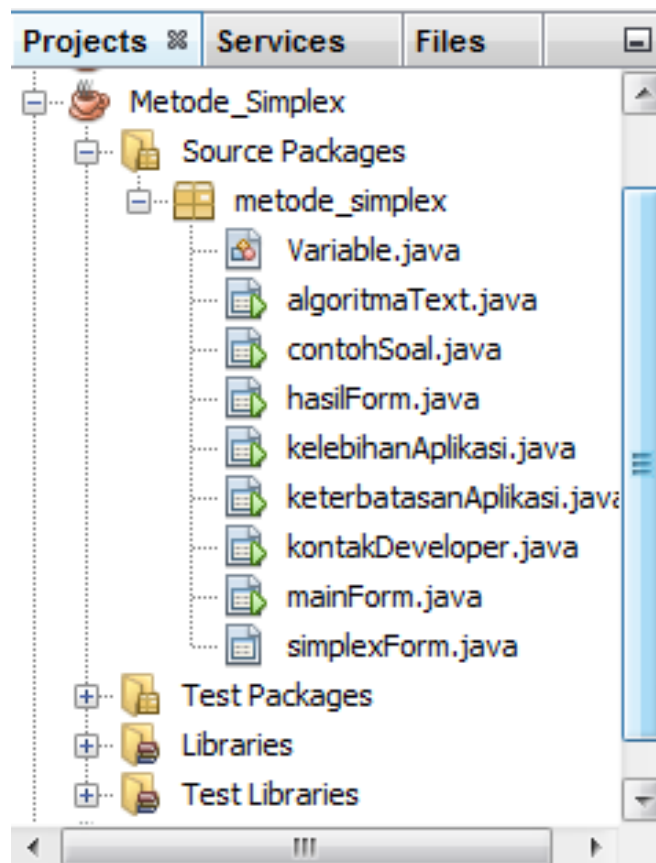 Projects Services Files
Metode_Simplex
Source Packages
metode_simplex
Variable.java
algoritmaText.java
contohSoal.java
hasilForm.java
kelebihanAplikasi.java
keterbatasanAplikasi.java
kontakDeveloper.java
mainForm.java
simplexForm.java
Test Packages
Libraries
Test Libraries